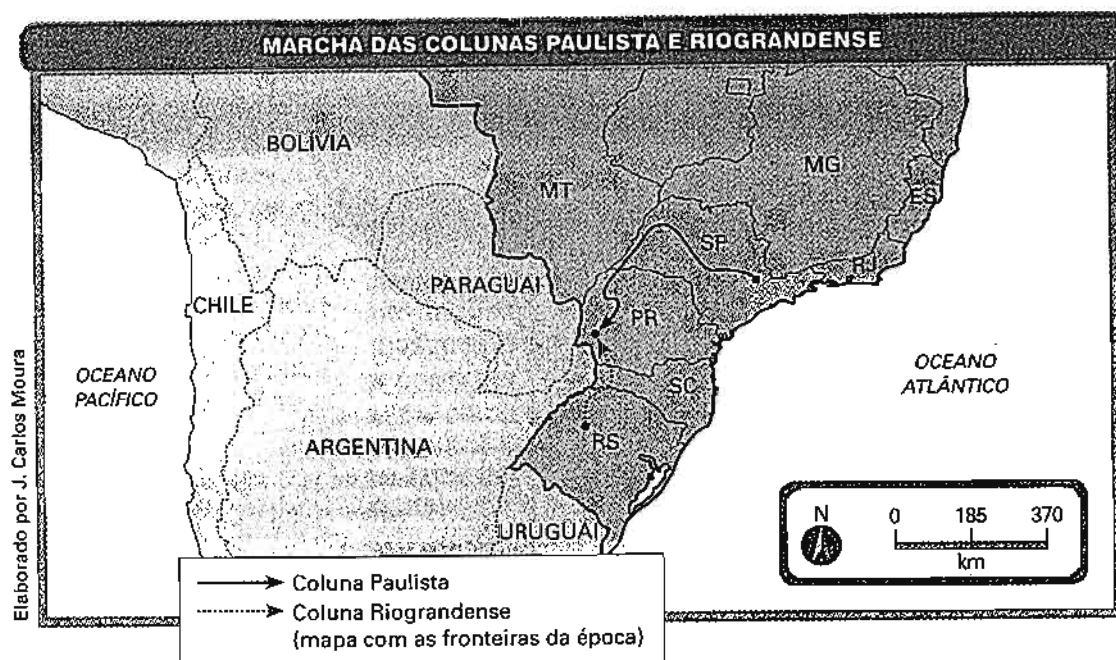 MARCHA DAS COLUNAS PAULISTA E RIOGRANDENSE
BOLÍVIA
MT
MG
ES
SP
RJ
PARAGUAI
CHILE
PR
OCEANO
PACÍFICO
SC
OCEANO
ATLÂNTICO
ARGENTINA
RS
URUGUAI
N
0 185 370
km
Coluna Paulista
Coluna Riograndense
(mapa com as fronteiras da época)
Elaborado por J. Carlos Moura